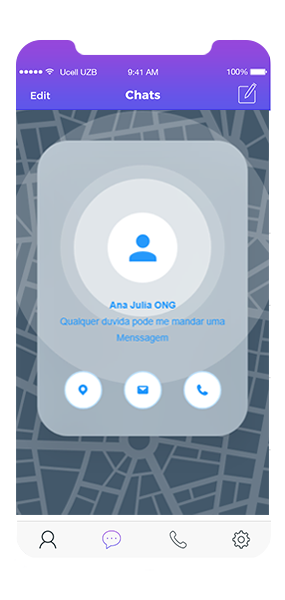 Ucell UZB 9:41 AM 100%
Edit Chats
Ana Julia ONG
Qualquer duvida pode me mandar uma
Menssagem